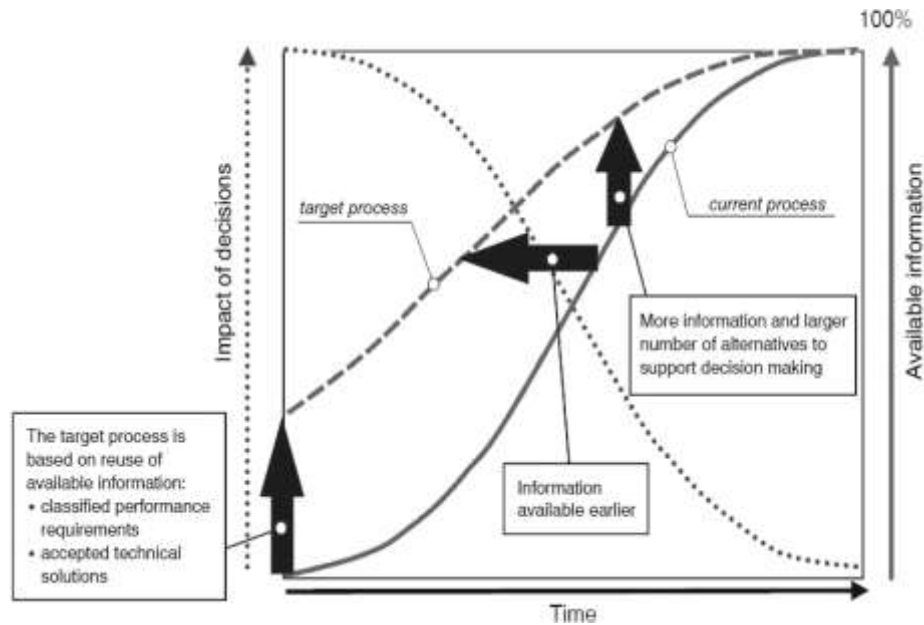 100%
Impact of decisions
target process
current process
Available information
More information and larger
number of alternatives to
support decision making
The target process is
based on reuse of
available information:
• classified performance
requirements
• accepted technical
solutions
Information
available earlier
Time